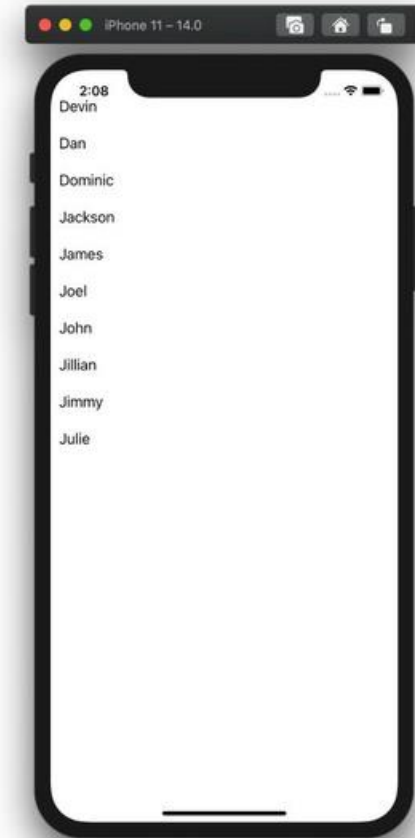 iPhone 11 – 14.0
2:08
Devin
Dan
Dominic
Jackson
James
Joel
John
Jillian
Jimmy
Julie